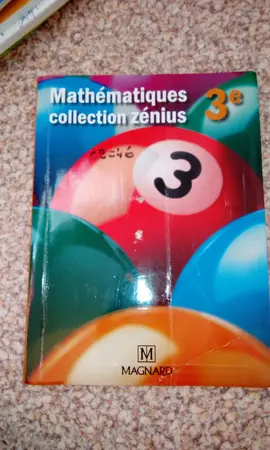 Mathématiques
collection zénius
3e
3
M
MAGNARD